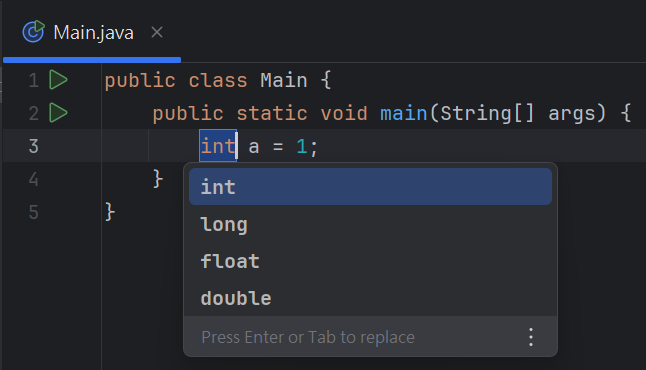 Main.java
1 public class Main {
2 public static void main(String[] args) {
3 int a = 1;
4 }
5 }
int
long
float
double
Press Enter or Tab to replace